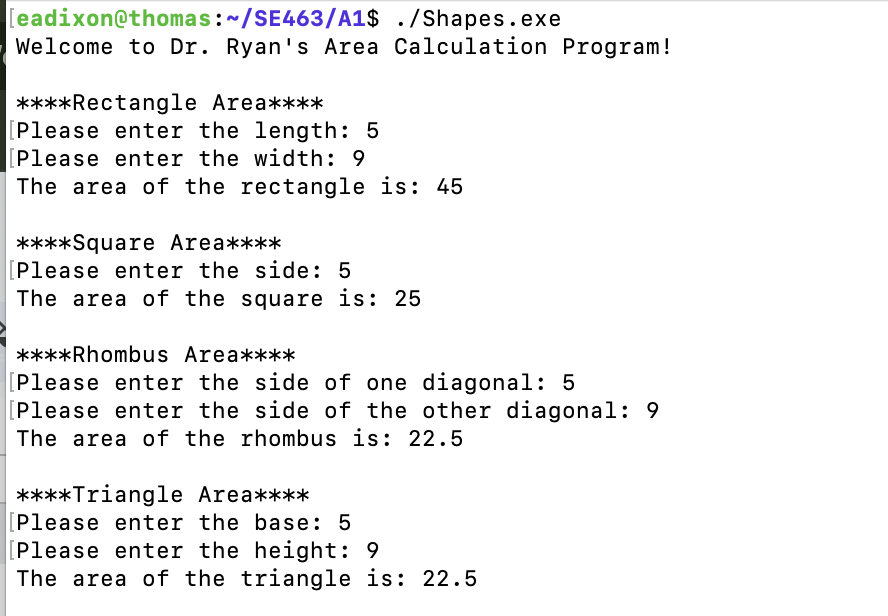 [eadixon@thomas:~/SE463/A1$ ./Shapes.exe
Welcome to Dr. Ryan's Area Calculation Program!
****Rectangle Area****
[Please enter the length: 5
[Please enter the width: 9
The area of the rectangle is: 45
****Square Area****
[Please enter the side: 5
The area of the square is: 25
****Rhombus Area****
[Please enter the side of one diagonal: 5
[Please enter the side of the other diagonal: 9
The area of the rhombus is: 22.5
****Triangle Area****
[Please enter the base: 5
[Please enter the height: 9
The area of the triangle is: 22.5